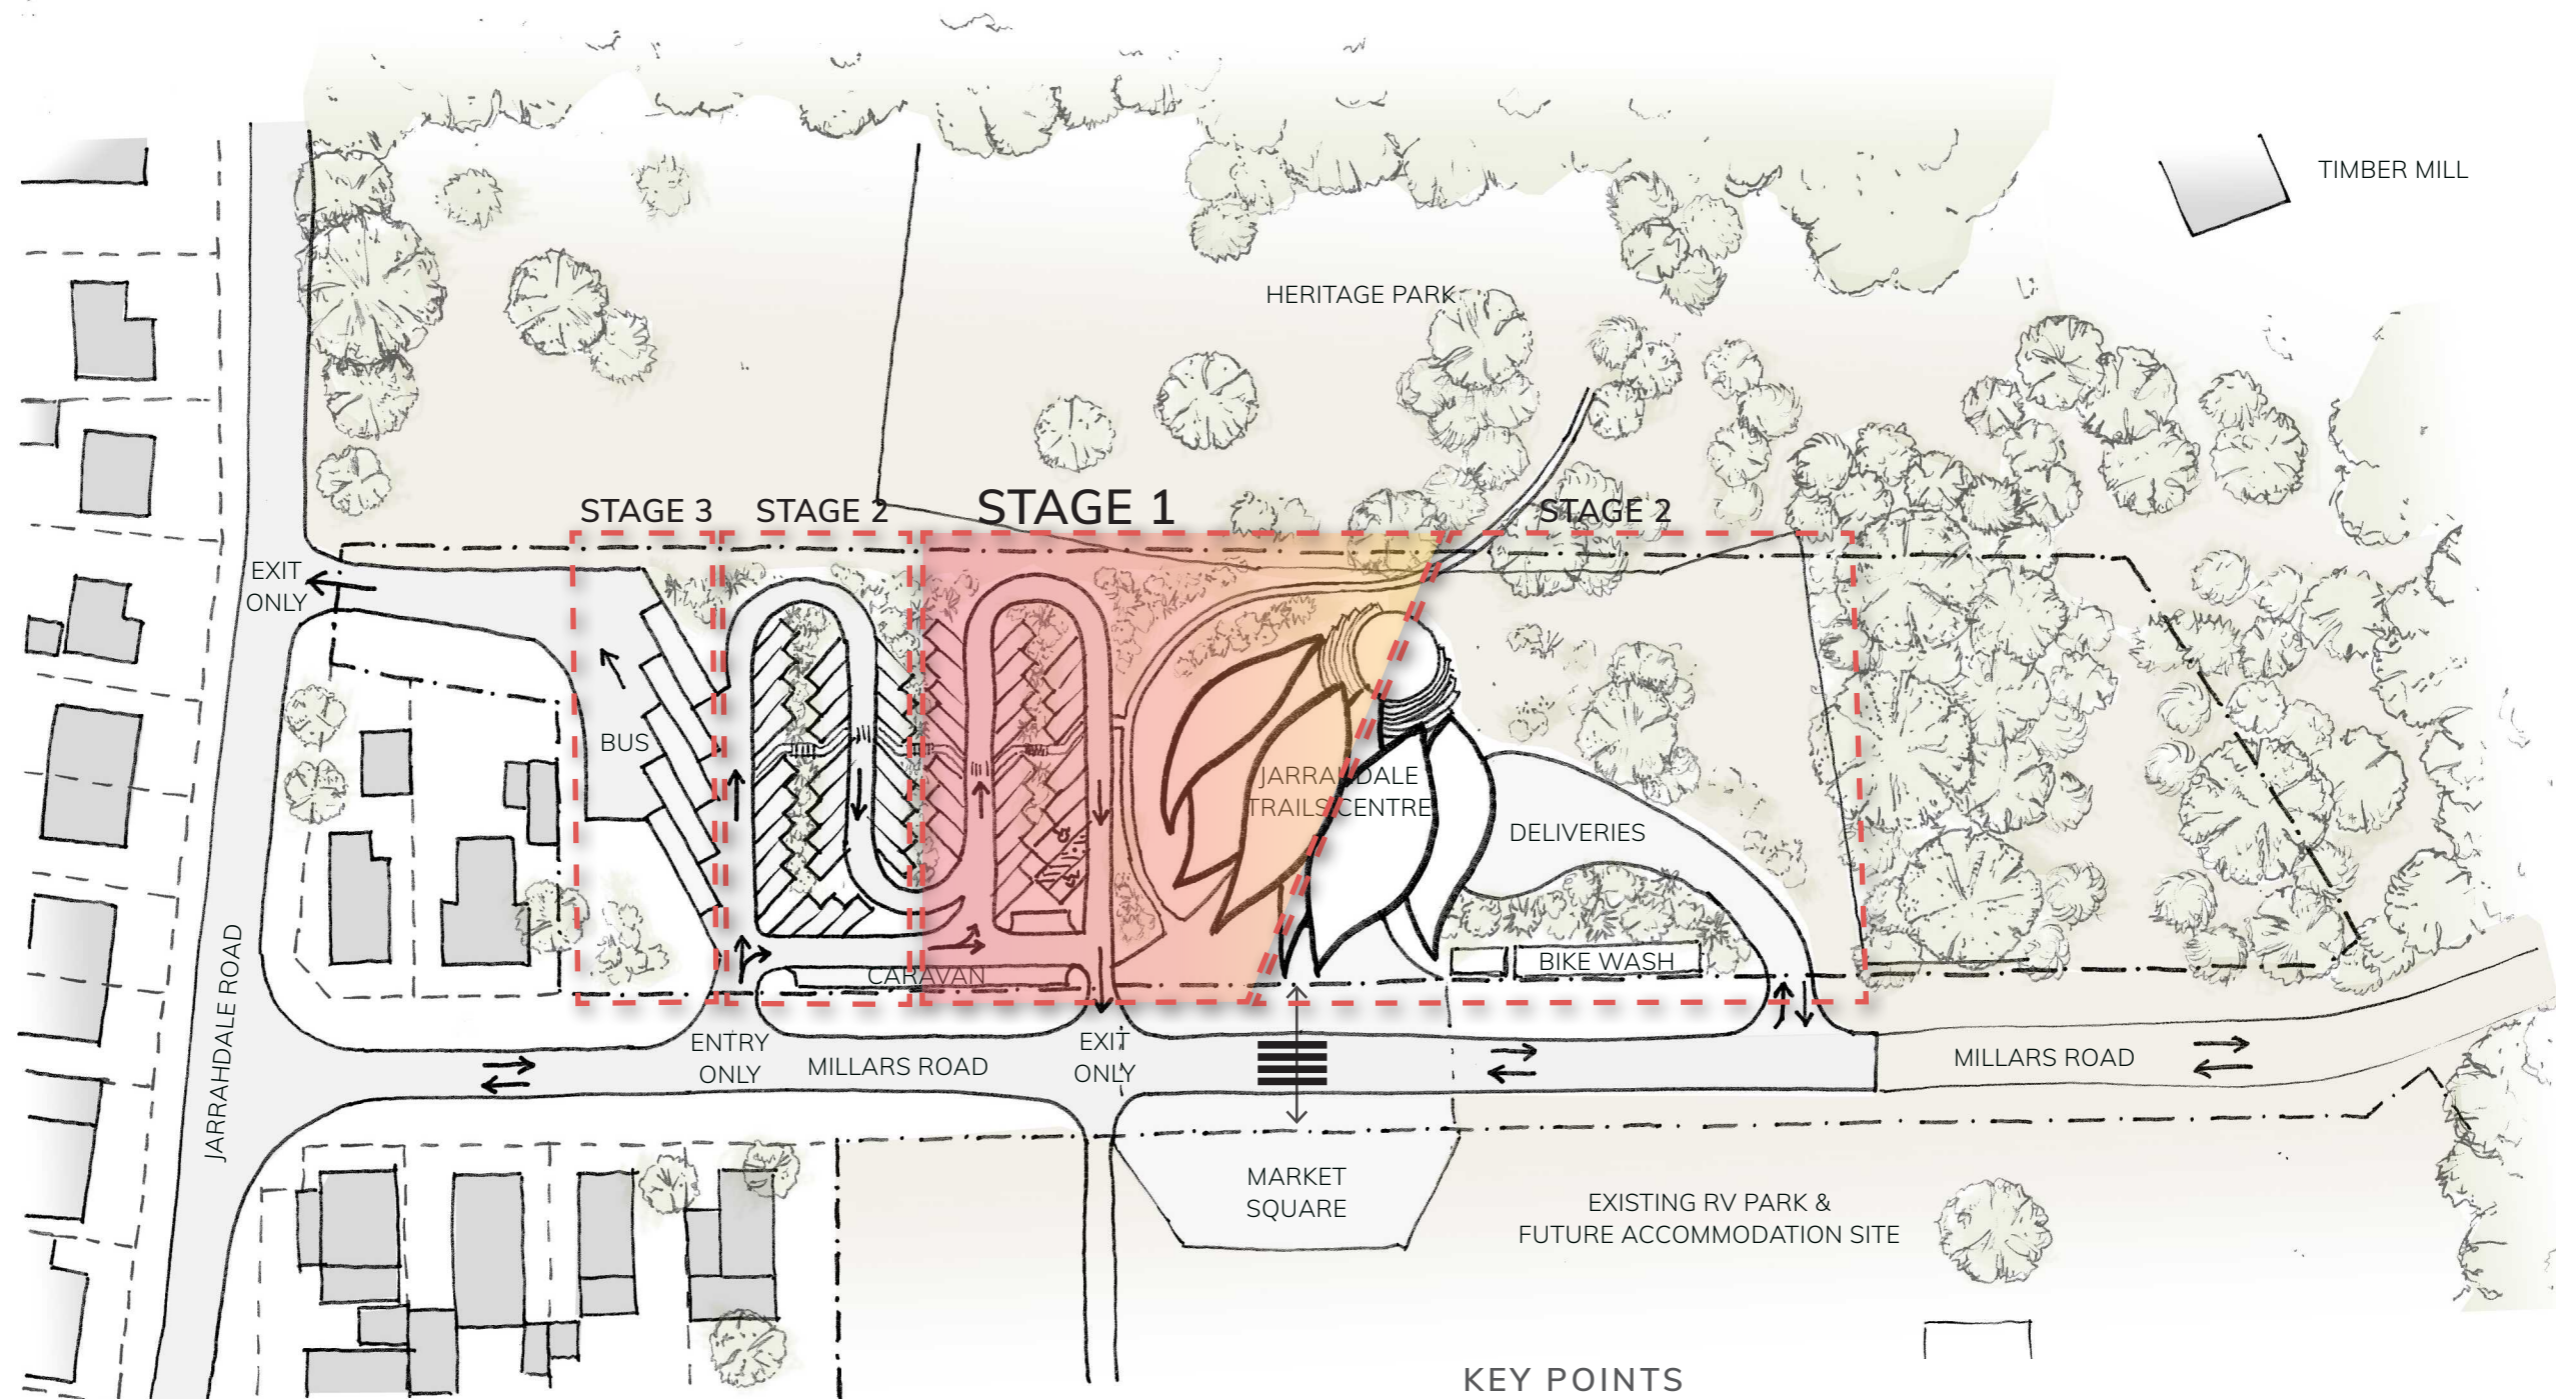 TIMBER MILL
HERITAGE PARK
STAGE 3
STAGE 2
STAGE 1
STAGE 2
EXIT
ONLY
BUS
JARRAHDALE
TRAILS CENTRE
DELIVERIES
BIKE WASH
CARAVAN
JARRAHDALE ROAD
ENTRY
ONLY
MILLARS ROAD
EXIT
ONLY
MILLARS ROAD
MARKET
SQUARE
EXISTING RV PARK &
FUTURE ACCOMMODATION SITE
KEY POINTS